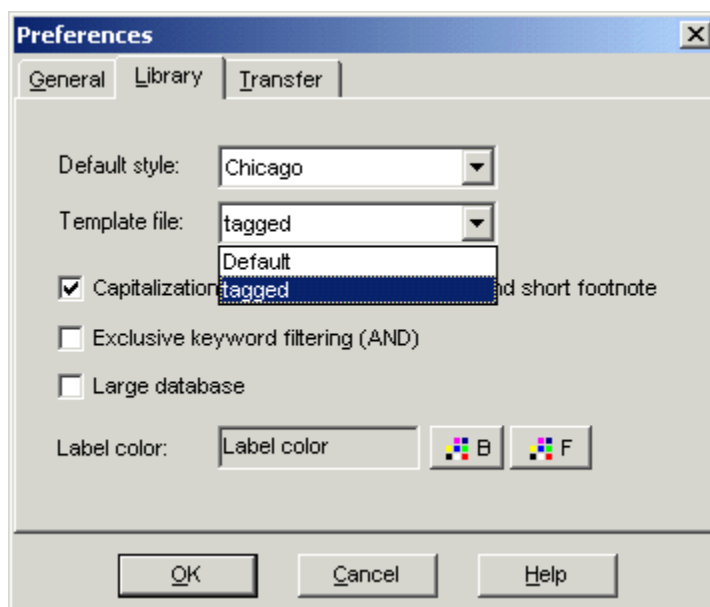 Preferences
General Library Transfer
Default style: Chicago
Template file: tagged
Default
Capitalization tagged nd short footnote
Exclusive keyword filtering (AND)
Large database
Label color: Label color B F
OK Cancel Help